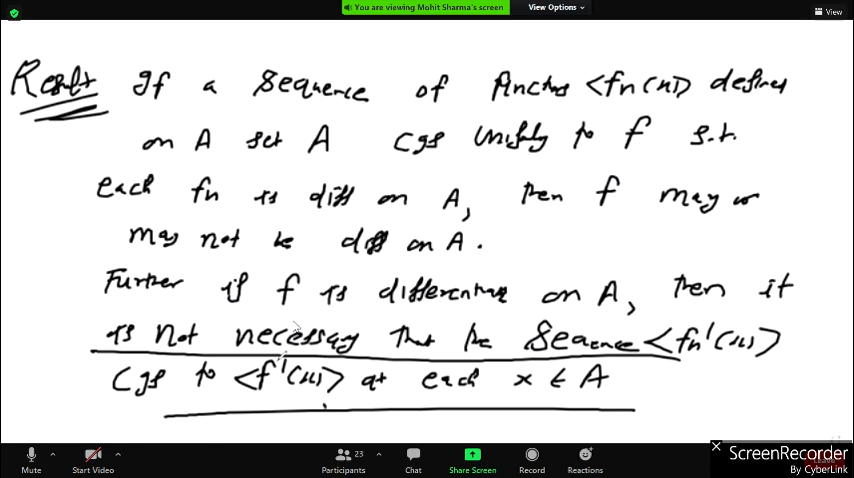 You are viewing Mohit Sharma's screen
View Options
View
Result If a Sequence of Functns <fn(x)> defined
on A set A cgs unifly to f s.t.
each fn is diff on A, then f may or
may not be diff on A.
Further if f is differentiable on A, then it
is not necessary that the Sequence <fn'(x)>
Cgs to <f'(x)> at each x ∈ A
Mute
Start Video
23
Participants
Chat
Share Screen
Record
Reactions
ScreenRecorder
By CyberLink